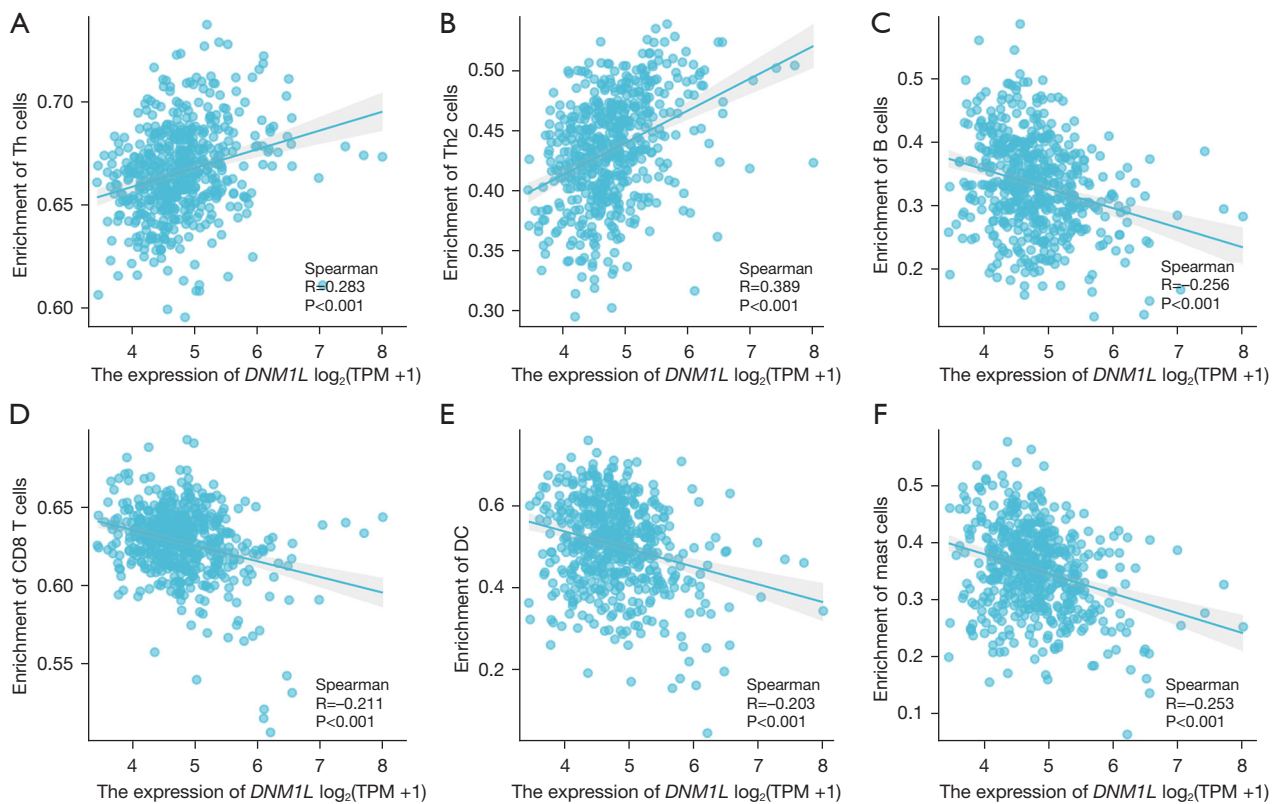 A
Enrichment of Th cells
0.70
0.65
0.60
Spearman
R=0.283
P<0.001
4 5 6 7 8
The expression of DNM1L log₂(TPM +1)
B
Enrichment of Th2 cells
0.50
0.45
0.40
0.35
0.30
Spearman
R=0.389
P<0.001
4 5 6 7 8
The expression of DNM1L log₂(TPM +1)
C
Enrichment of B cells
0.5
0.4
0.3
0.2
Spearman
R=–0.256
P<0.001
4 5 6 7 8
The expression of DNM1L log₂(TPM +1)
D
Enrichment of CD8 T cells
0.65
0.60
0.55
Spearman
R=–0.211
P<0.001
4 5 6 7 8
The expression of DNM1L log₂(TPM +1)
E
Enrichment of DC
0.6
0.4
0.2
Spearman
R=–0.203
P<0.001
4 5 6 7 8
The expression of DNM1L log₂(TPM +1)
F
Enrichment of mast cells
0.5
0.4
0.3
0.2
0.1
Spearman
R=–0.253
P<0.001
4 5 6 7 8
The expression of DNM1L log₂(TPM +1)